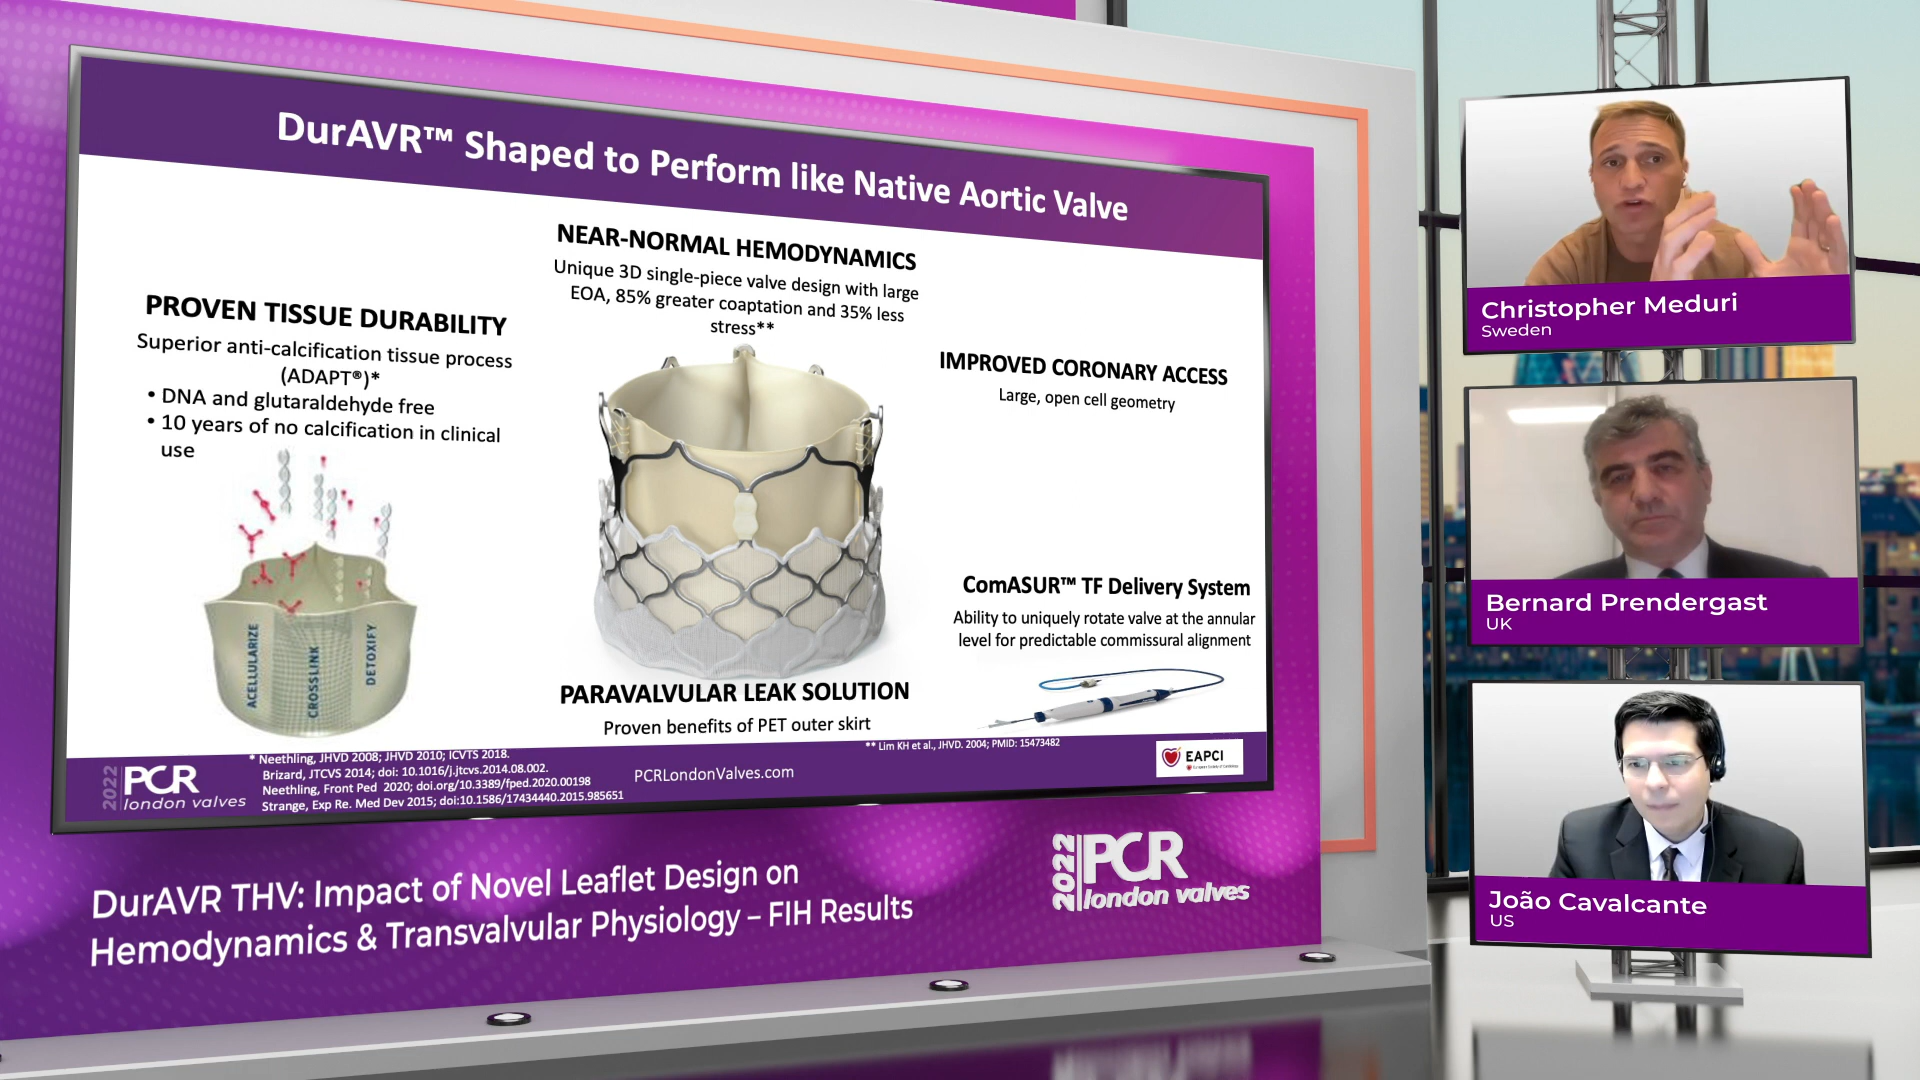 DurAVR™ Shaped to Perform like Native Aortic Valve
PROVEN TISSUE DURABILITY
Superior anti-calcification tissue process
(ADAPT®)*
• DNA and glutaraldehyde free
• 10 years of no calcification in clinical
use
ACELLULARIZE
CROSSLINK
DETOXIFY
NEAR-NORMAL HEMODYNAMICS
Unique 3D single-piece valve design with large
EOA, 85% greater coaptation and 35% less
stress**
PARAVALVULAR LEAK SOLUTION
Proven benefits of PET outer skirt
IMPROVED CORONARY ACCESS
Large, open cell geometry
ComASUR™ TF Delivery System
Ability to uniquely rotate valve at the annular
level for predictable commissural alignment
2022 PCR
london valves
* Neethling, JHVD 2008; JHVD 2010; ICVTS 2018.
Brizard, JTCVS 2014; doi: 10.1016/j.jtcvs.2014.08.002.
Neethling, Front Ped 2020; doi.org/10.3389/fped.2020.00198
Strange, Exp Re. Med Dev 2015; doi:10.1586/17434440.2015.985651
PCRLondonValves.com
** Lim KH et al., JHVD. 2004; PMID: 15473482
EAPCI
DurAVR THV: Impact of Novel Leaflet Design on
Hemodynamics & Transvalvular Physiology – FIH Results
2022 PCR
london valves
Christopher Meduri
Sweden
Bernard Prendergast
UK
João Cavalcante
US